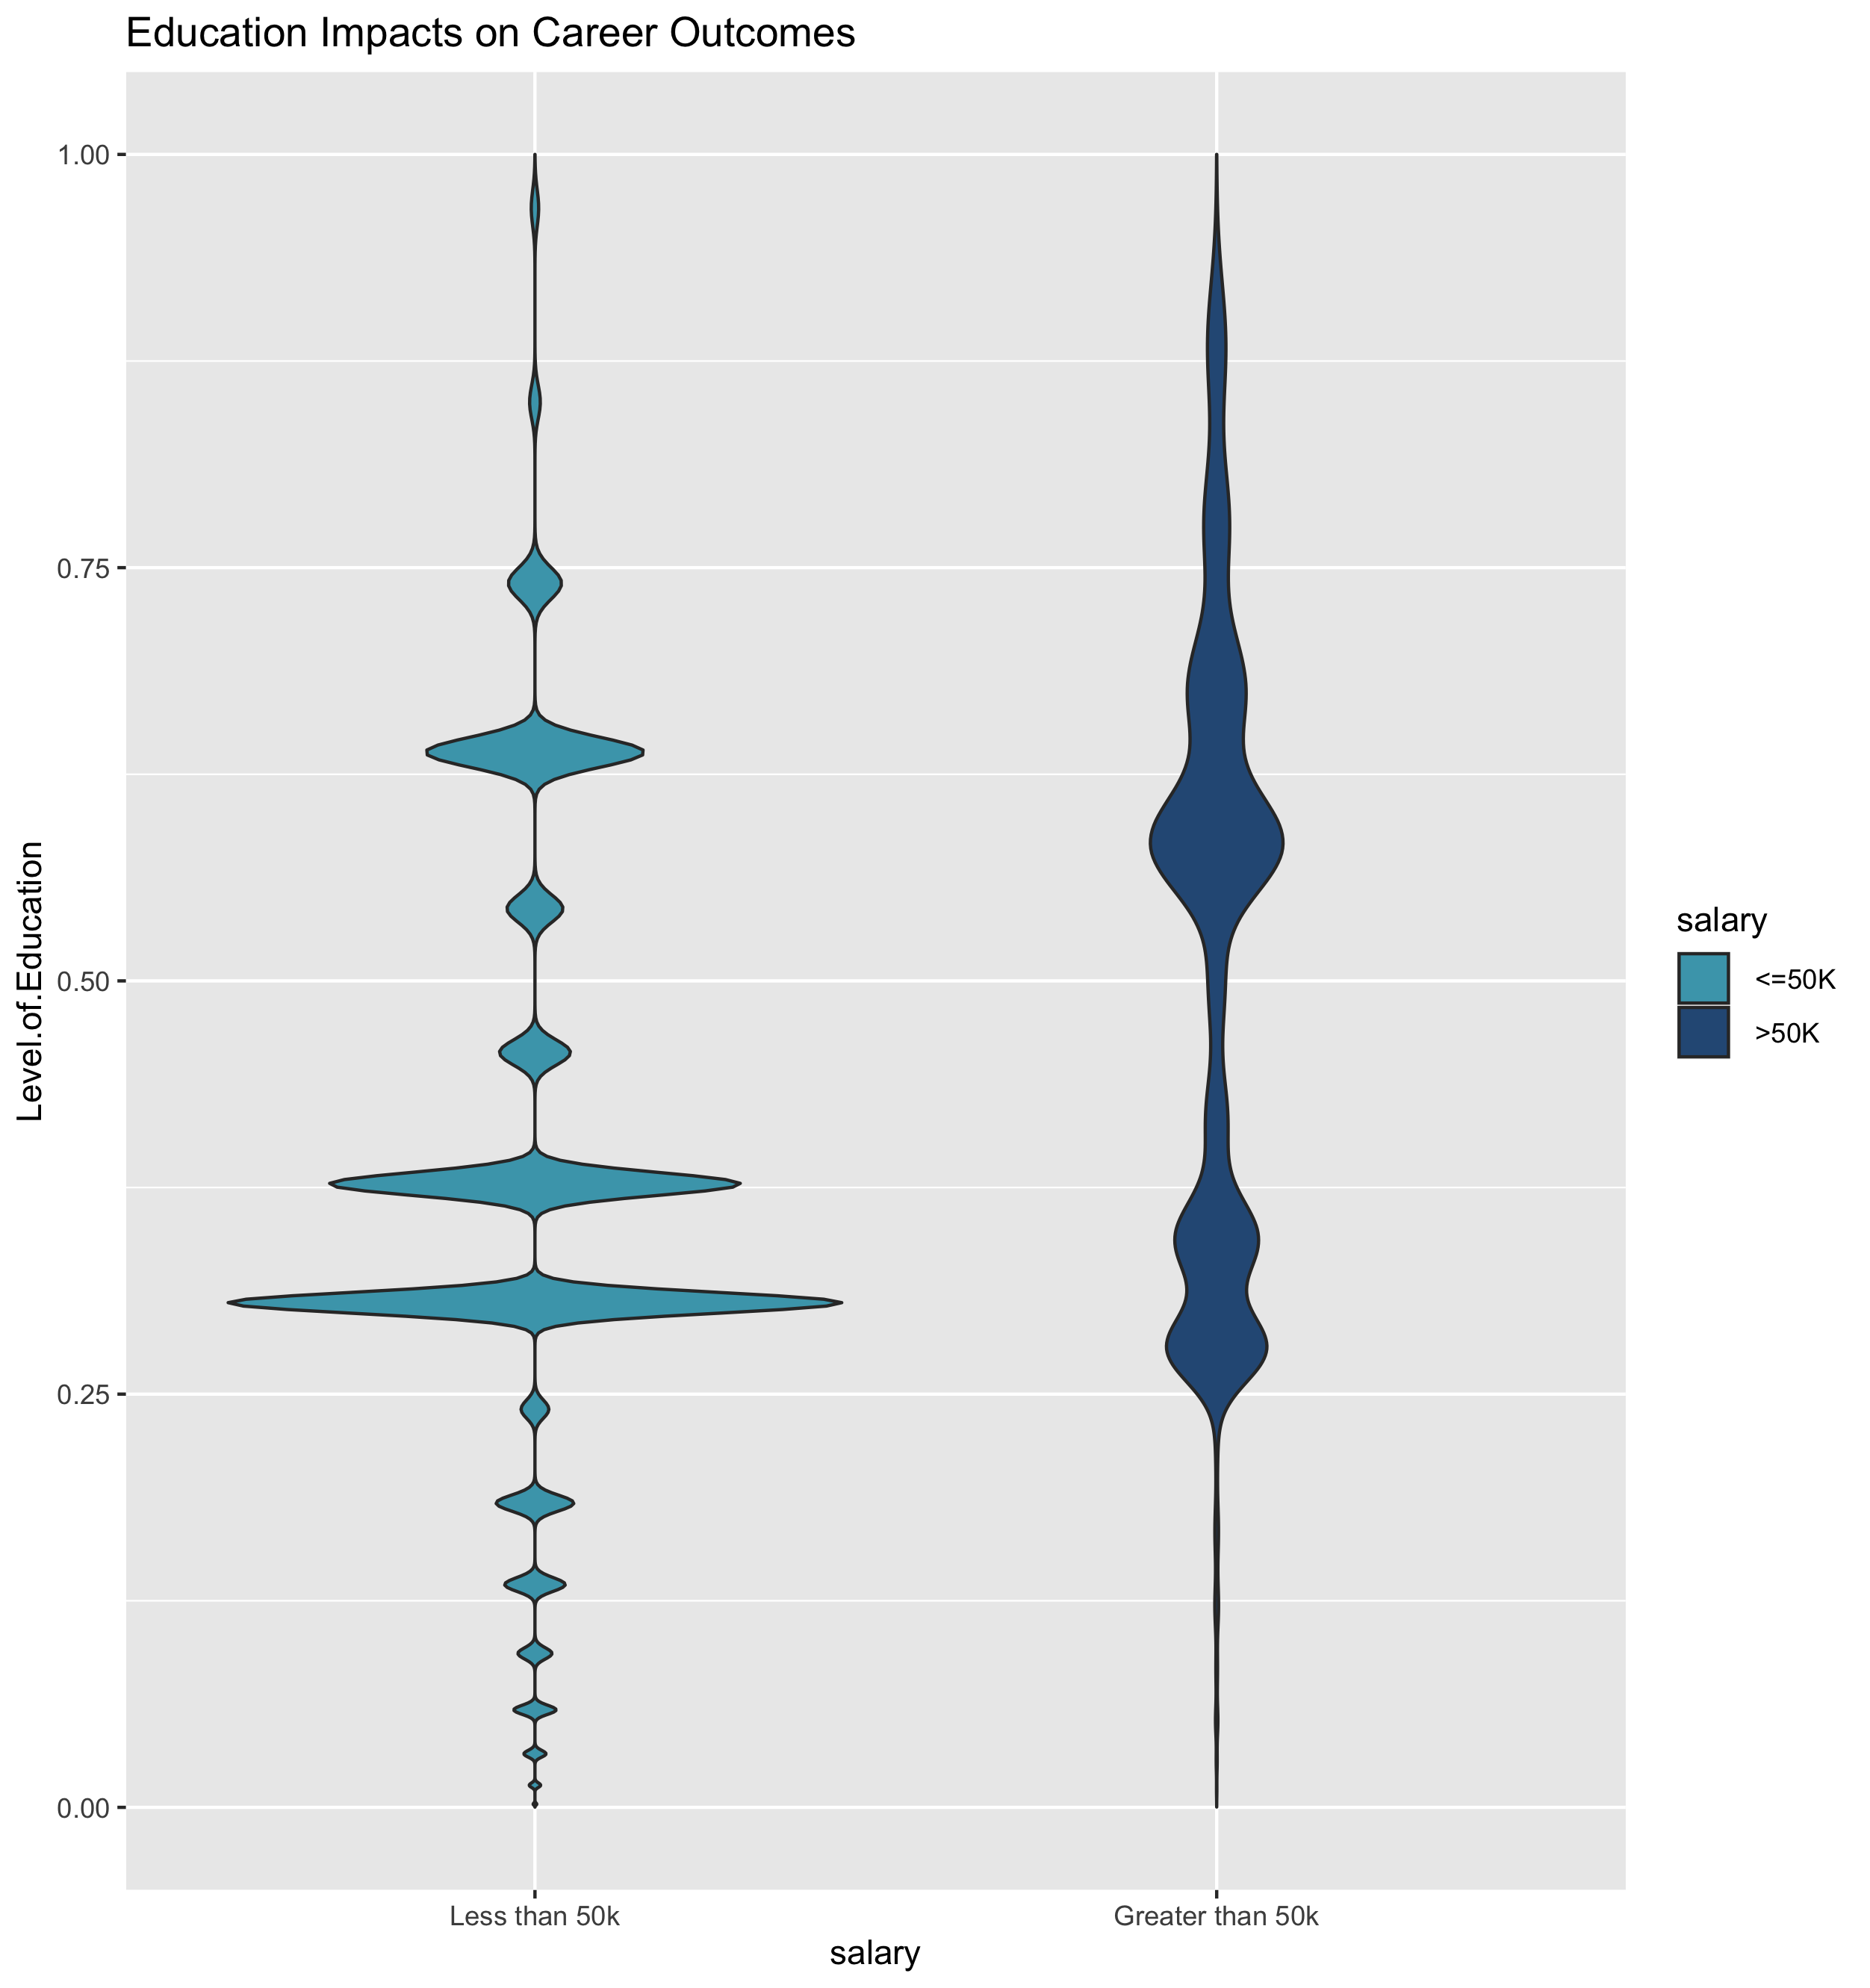 Education Impacts on Career Outcomes
Level.of.Education
1.00
0.75
0.50
0.25
0.00
Less than 50k
Greater than 50k
salary
salary
<=50K
>50K